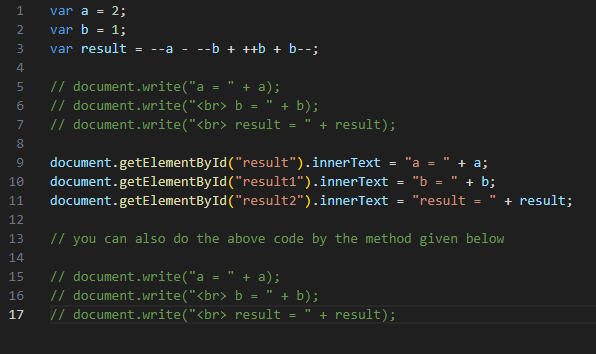 1 var a = 2;
2 var b = 1;
3 var result = --a - --b + ++b + b--;
4
5 // document.write("a = " + a);
6 // document.write("<br> b = " + b);
7 // document.write("<br> result = " + result);
8
9 document.getElementById("result").innerText = "a = " + a;
10 document.getElementById("result1").innerText = "b = " + b;
11 document.getElementById("result2").innerText = "result = " + result;
12
13 // you can also do the above code by the method given below
14
15 // document.write("a = " + a);
16 // document.write("<br> b = " + b);
17 // document.write("<br> result = " + result);